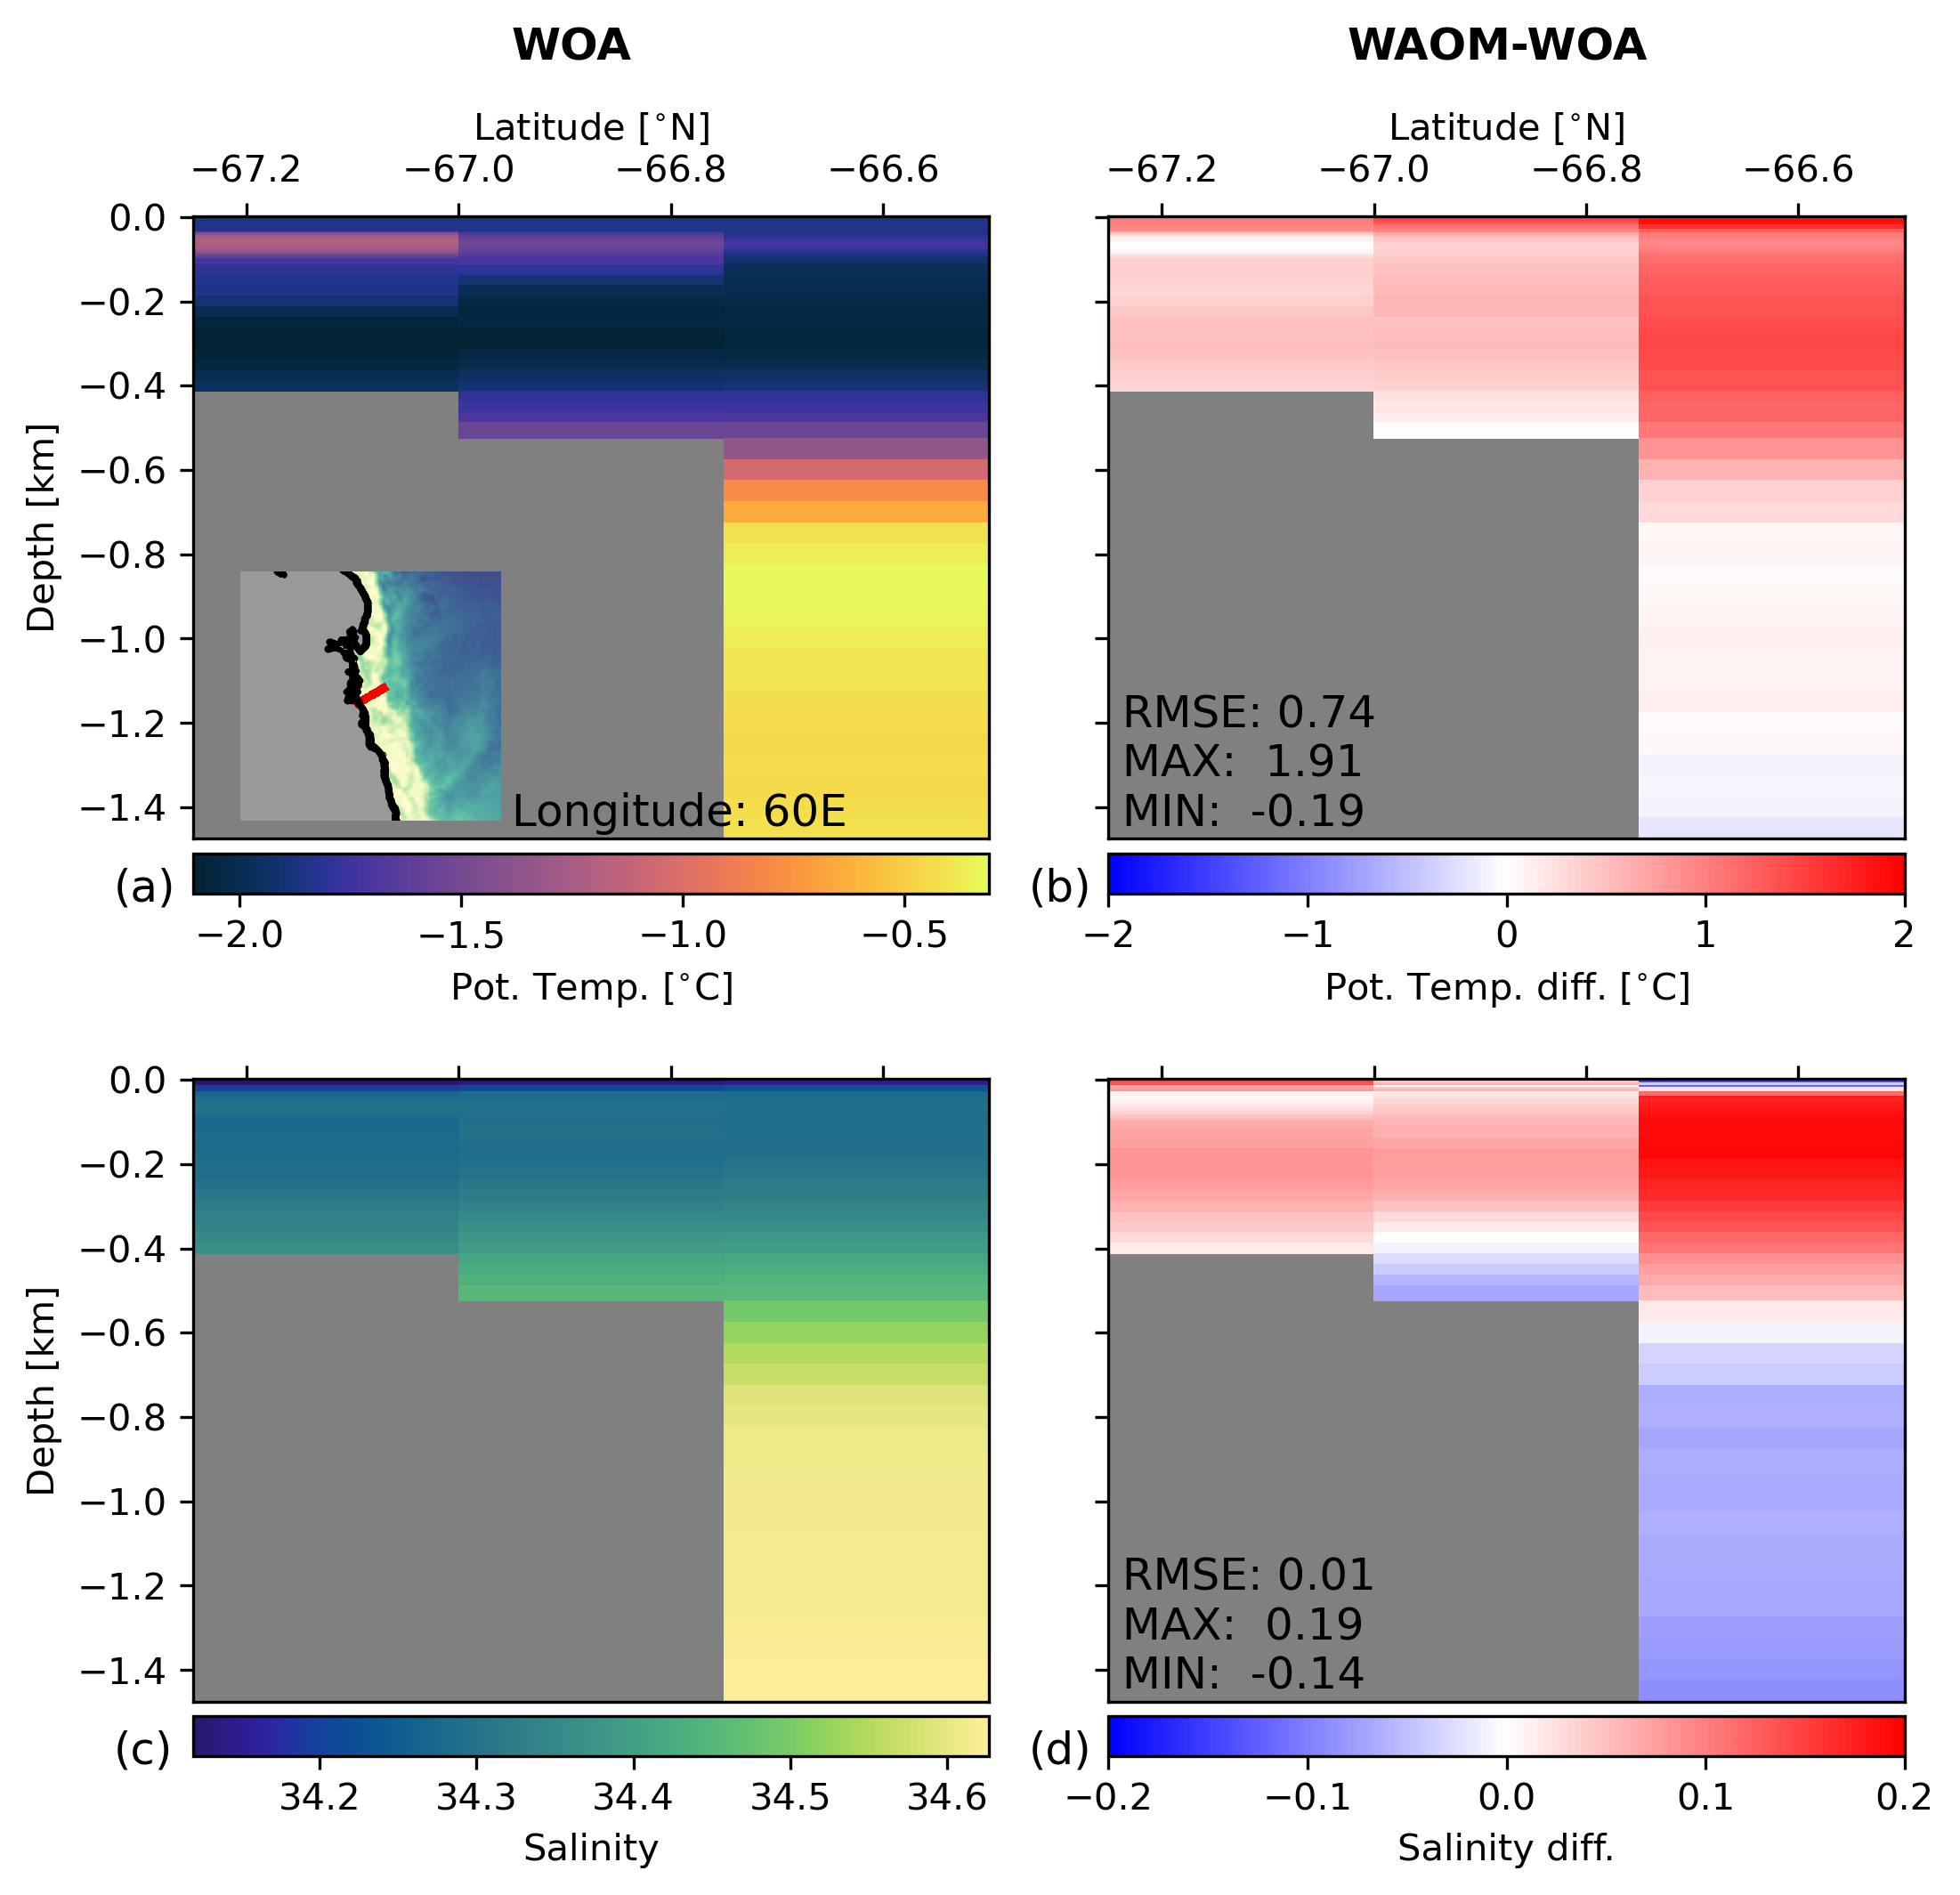 WOA
WAOM-WOA
Latitude [°N]
Latitude [°N]
−67.2 −67.0 −66.8 −66.6
−67.2 −67.0 −66.8 −66.6
0.0
−0.2
−0.4
−0.6
−0.8
−1.0
−1.2
−1.4
Depth [km]
Longitude: 60E
RMSE: 0.74
MAX: 1.91
MIN: -0.19
(a)
−2.0 −1.5 −1.0 −0.5
Pot. Temp. [°C]
(b)
−2 −1 0 1 2
Pot. Temp. diff. [°C]
0.0
−0.2
−0.4
−0.6
−0.8
−1.0
−1.2
−1.4
Depth [km]
RMSE: 0.01
MAX: 0.19
MIN: -0.14
(c)
34.2 34.3 34.4 34.5 34.6
Salinity
(d)
−0.2 −0.1 0.0 0.1 0.2
Salinity diff.